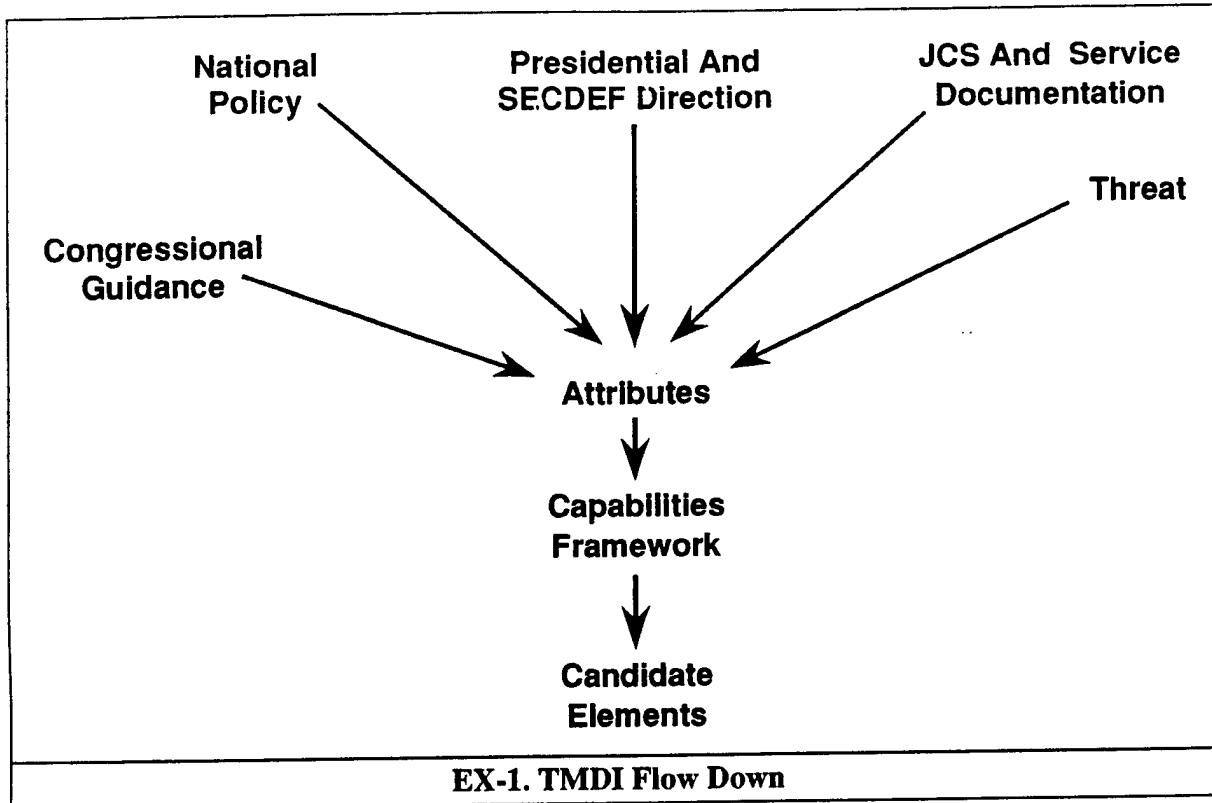 National
Policy
Presidential And
SECDEF Direction
JCS And Service
Documentation
Threat
Congressional
Guidance
Attributes
Capabilities
Framework
Candidate
Elements
EX-1. TMDI Flow Down